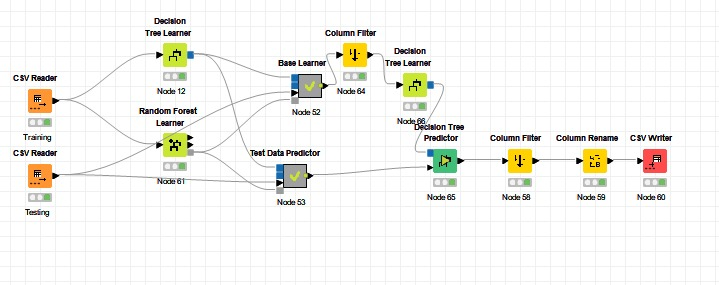 Decision
Tree Learner
Node 12
CSV Reader
Training
Random Forest
Learner
Node 61
CSV Reader
Testing
Base Learner
Node 52
Column Filter
Node 64
Decision
Tree Learner
Node 66
Test Data Predictor
Node 53
Decision Tree
Predictor
Node 65
Column Filter
Node 58
Column Rename
Node 59
CSV Writer
Node 60